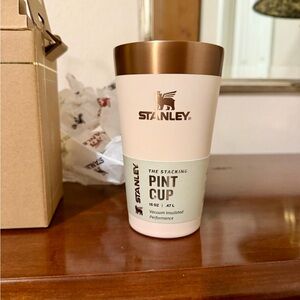 STANLEY
STANLEY
THE STACKING
PINT
CUP
16 OZ | .47 L
Vacuum Insulated
Performance